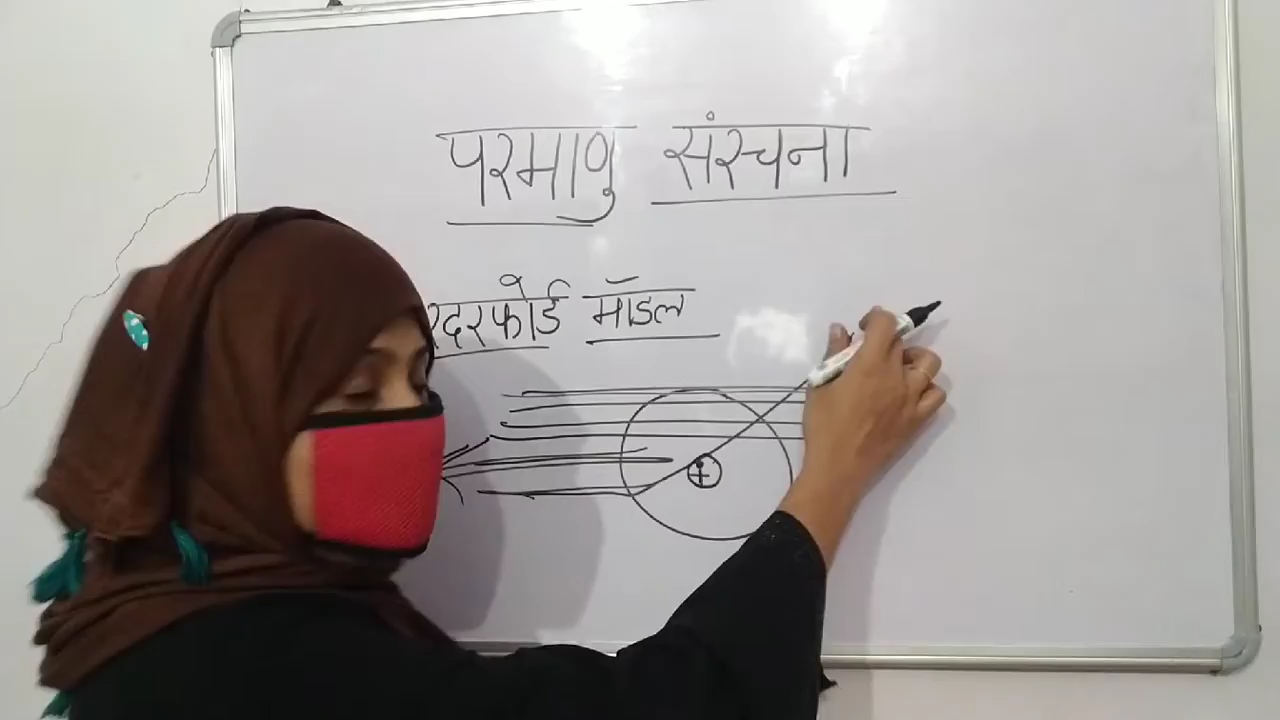 परमाणु संरचना
रदरफोर्ड मॉडल
+